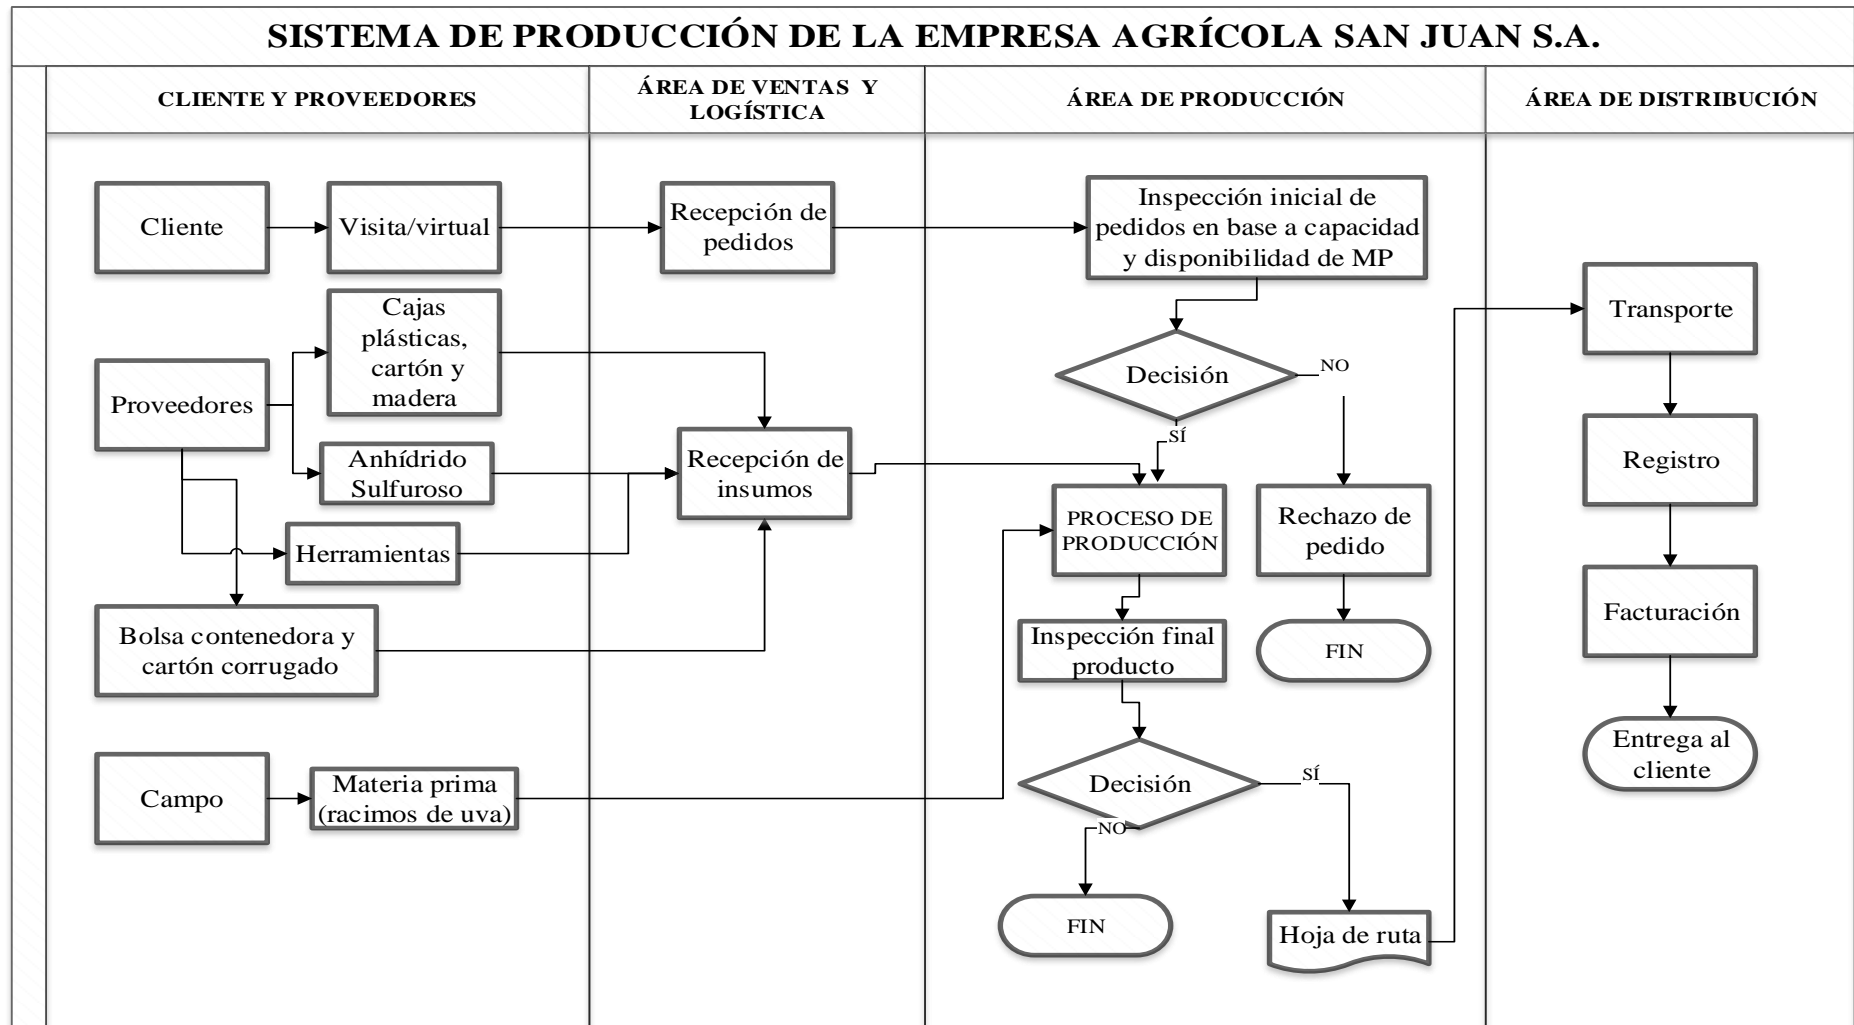 SISTEMA DE PRODUCCIÓN DE LA EMPRESA AGRÍCOLA SAN JUAN S.A.
CLIENTE Y PROVEEDORES
ÁREA DE VENTAS Y
LOGÍSTICA
ÁREA DE PRODUCCIÓN
ÁREA DE DISTRIBUCIÓN
Cliente
Visita/virtual
Recepción de
pedidos
Inspección inicial de
pedidos en base a capacidad
y disponibilidad de MP
Cajas
plásticas,
cartón y
madera
Proveedores
Anhídrido
Sulfuroso
Herramientas
Bolsa contenedora y
cartón corrugado
Recepción de
insumos
Decisión
NO
SÍ
PROCESO DE
PRODUCCIÓN
Rechazo de
pedido
FIN
Inspección final
producto
Campo
Materia prima
(racimos de uva)
Decisión
SÍ
NO
FIN
Hoja de ruta
Transporte
Registro
Facturación
Entrega al
cliente